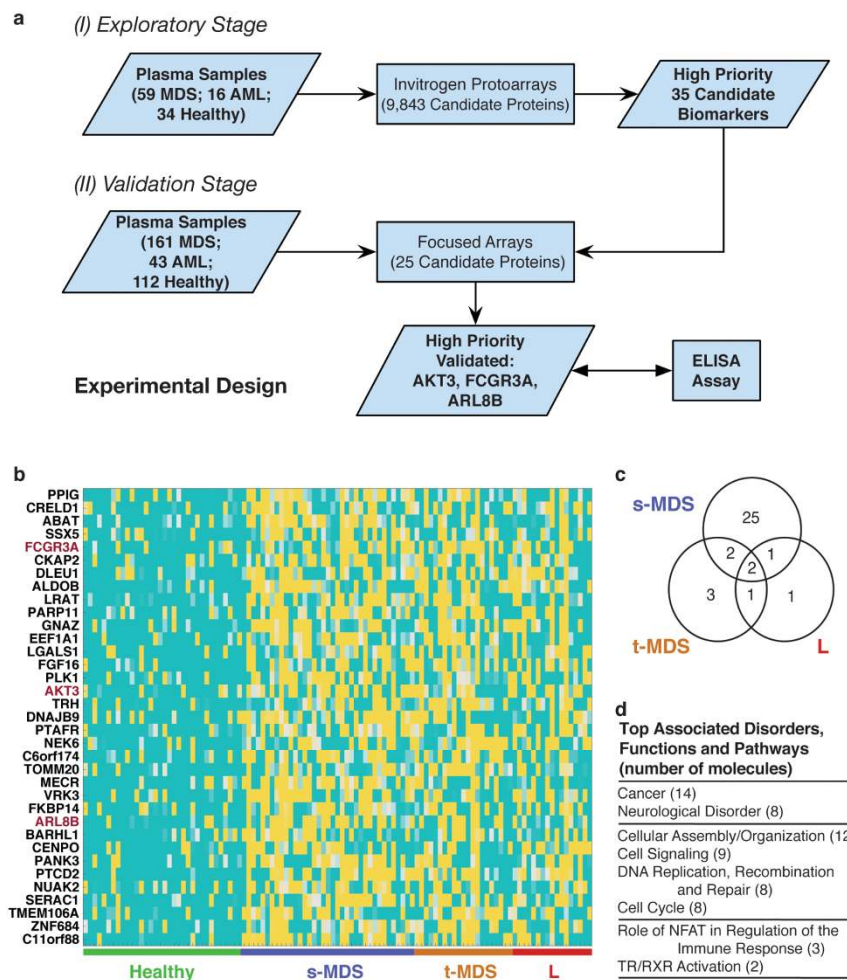 a
(I) Exploratory Stage
Plasma Samples
(59 MDS; 16 AML;
34 Healthy)
Invitrogen Protoarrays
(9,843 Candidate Proteins)
High Priority
35 Candidate
Biomarkers
(II) Validation Stage
Plasma Samples
(161 MDS;
43 AML;
112 Healthy)
Focused Arrays
(25 Candidate Proteins)
High Priority
Validated:
AKT3, FCGR3A,
ARL8B
ELISA
Assay
Experimental Design
b
PPIG
CRELD1
ABAT
SSX5
FCGR3A
CKAP2
DLEU1
ALDOB
LRAT
PARP11
GNAZ
EEF1A1
LGALS1
FGF16
PLK1
AKT3
TRH
DNAJB9
PTAFR
NEK6
C6orf174
TOMM20
MECR
VRK3
FKBP14
ARL8B
BARHL1
CENPO
PANK3
PTCD2
NUAK2
SERAC1
TMEM106A
ZNF684
C11orf88
Healthy s-MDS t-MDS L
c
s-MDS
25
2 1
2
3 1 1
t-MDS L
d
Top Associated Disorders,
Functions and Pathways
(number of molecules)
Cancer (14)
Neurological Disorder (8)
Cellular Assembly/Organization (12
Cell Signaling (9)
DNA Replication, Recombination
and Repair (8)
Cell Cycle (8)
Role of NFAT in Regulation of the
Immune Response (3)
TR/RXR Activation (2)